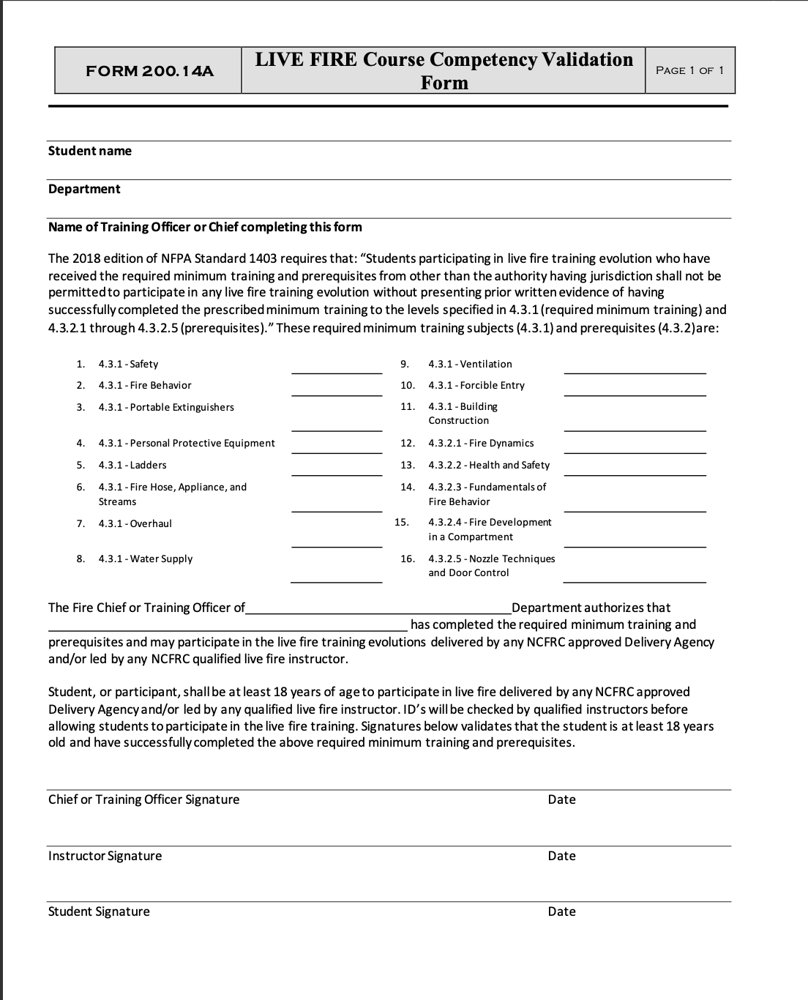 FORM 200.14A
LIVE FIRE Course Competency Validation
Form
PAGE 1 OF 1
Student name
Department
Name of Training Officer or Chief completing this form
The 2018 edition of NFPA Standard 1403 requires that: “Students participating in live fire training evolution who have
received the required minimum training and prerequisites from other than the authority having jurisdiction shall not be
permitted to participate in any live fire training evolution without presenting prior written evidence of having
successfully completed the prescribed minimum training to the levels specified in 4.3.1 (required minimum training) and
4.3.2.1 through 4.3.2.5 (prerequisites).” These required minimum training subjects (4.3.1) and prerequisites (4.3.2) are:
1. 4.3.1 - Safety
2. 4.3.1 - Fire Behavior
3. 4.3.1 - Portable Extinguishers
4. 4.3.1 - Personal Protective Equipment
5. 4.3.1 - Ladders
6. 4.3.1 - Fire Hose, Appliance, and
Streams
7. 4.3.1 - Overhaul
8. 4.3.1 - Water Supply
9. 4.3.1 - Ventilation
10. 4.3.1 - Forcible Entry
11. 4.3.1 - Building
Construction
12. 4.3.2.1 - Fire Dynamics
13. 4.3.2.2 - Health and Safety
14. 4.3.2.3 - Fundamentals of
Fire Behavior
15. 4.3.2.4 - Fire Development
in a Compartment
16. 4.3.2.5 - Nozzle Techniques
and Door Control
The Fire Chief or Training Officer of Department authorizes that
has completed the required minimum training and
prerequisites and may participate in the live fire training evolutions delivered by any NCFRC approved Delivery Agency
and/or led by any NCFRC qualified live fire instructor.
Student, or participant, shall be at least 18 years of age to participate in live fire delivered by any NCFRC approved
Delivery Agency and/or led by any qualified live fire instructor. ID’s will be checked by qualified instructors before
allowing students to participate in the live fire training. Signatures below validates that the student is at least 18 years
old and have successfully completed the above required minimum training and prerequisites.
Chief or Training Officer Signature Date
Instructor Signature Date
Student Signature Date